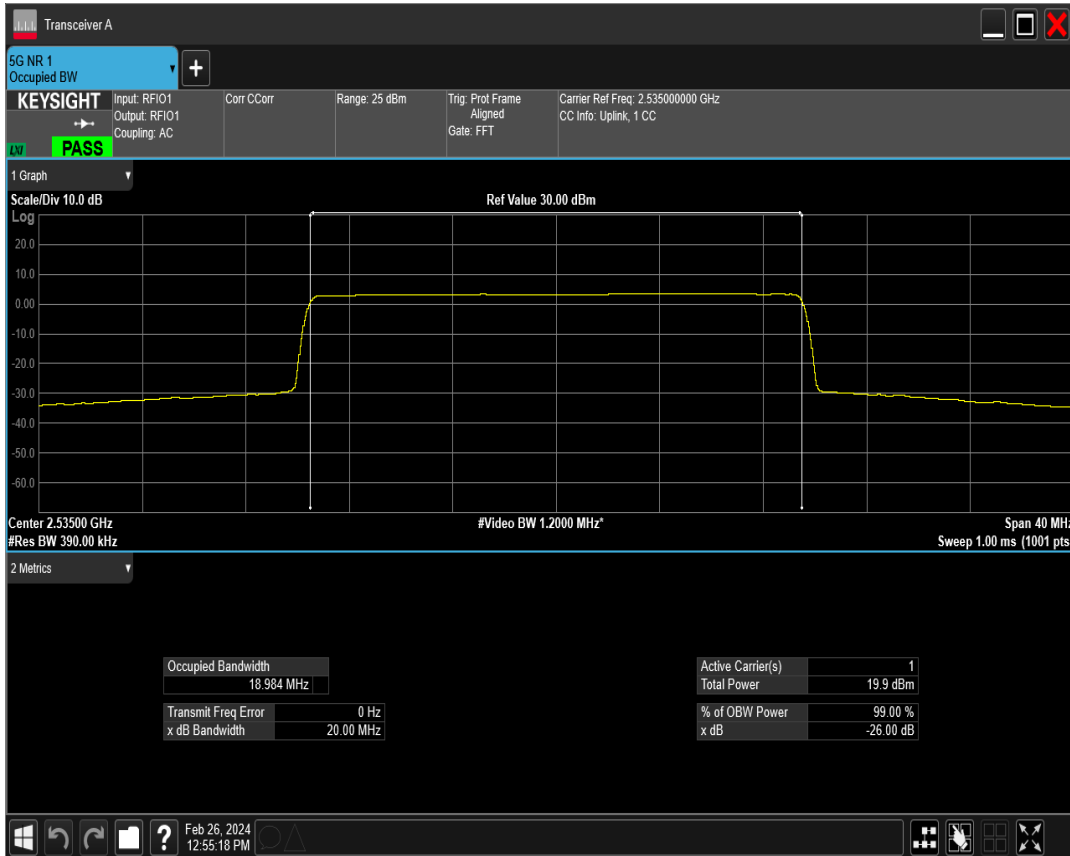 Transceiver A
5G NR 1
Occupied BW
+
KEYSIGHT
Input: RFIO1
Output: RFIO1
Coupling: AC
Corr CCorr
Range: 25 dBm
Trig: Prot Frame
Aligned
Gate: FFT
Carrier Ref Freq: 2.535000000 GHz
CC Info: Uplink, 1 CC
LXI
PASS
1 Graph
Scale/Div 10.0 dB
Ref Value 30.00 dBm
Log
20.0
10.0
0.00
-10.0
-20.0
-30.0
-40.0
-50.0
-60.0
Center 2.53500 GHz
#Video BW 1.2000 MHz*
Span 40 MHz
#Res BW 390.00 kHz
Sweep 1.00 ms (1001 pts
2 Metrics
Occupied Bandwidth
18.984 MHz
Transmit Freq Error 0 Hz
x dB Bandwidth 20.00 MHz
Active Carrier(s) 1
Total Power 19.9 dBm
% of OBW Power 99.00 %
x dB -26.00 dB
?
Feb 26, 2024
12:55:18 PM